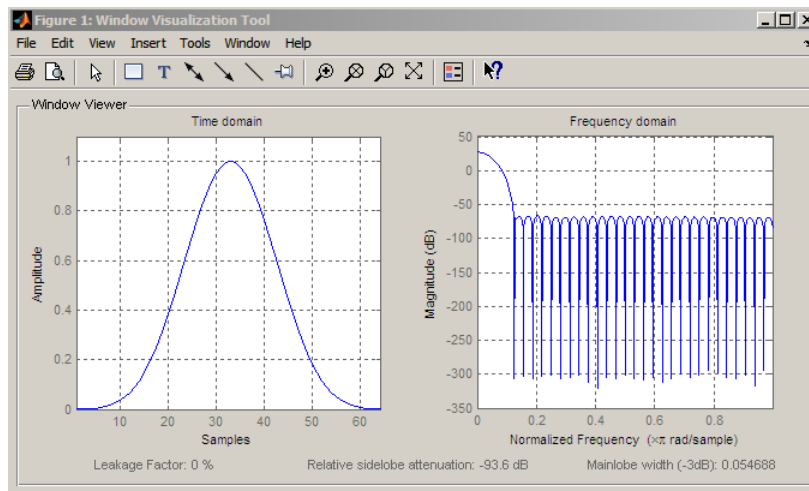 Figure 1: Window Visualization Tool
File Edit View Insert Tools Window Help
T
Window Viewer
Time domain
1
0.8
0.6
0.4
0.2
0
10 20 30 40 50 60
Amplitude
Samples
Frequency domain
50
0
-50
-100
-150
-200
-250
-300
-350
0 0.2 0.4 0.6 0.8
Magnitude (dB)
Normalized Frequency (×π rad/sample)
Leakage Factor: 0 % Relative sidelobe attenuation: -93.6 dB Mainlobe width (-3dB): 0.054688